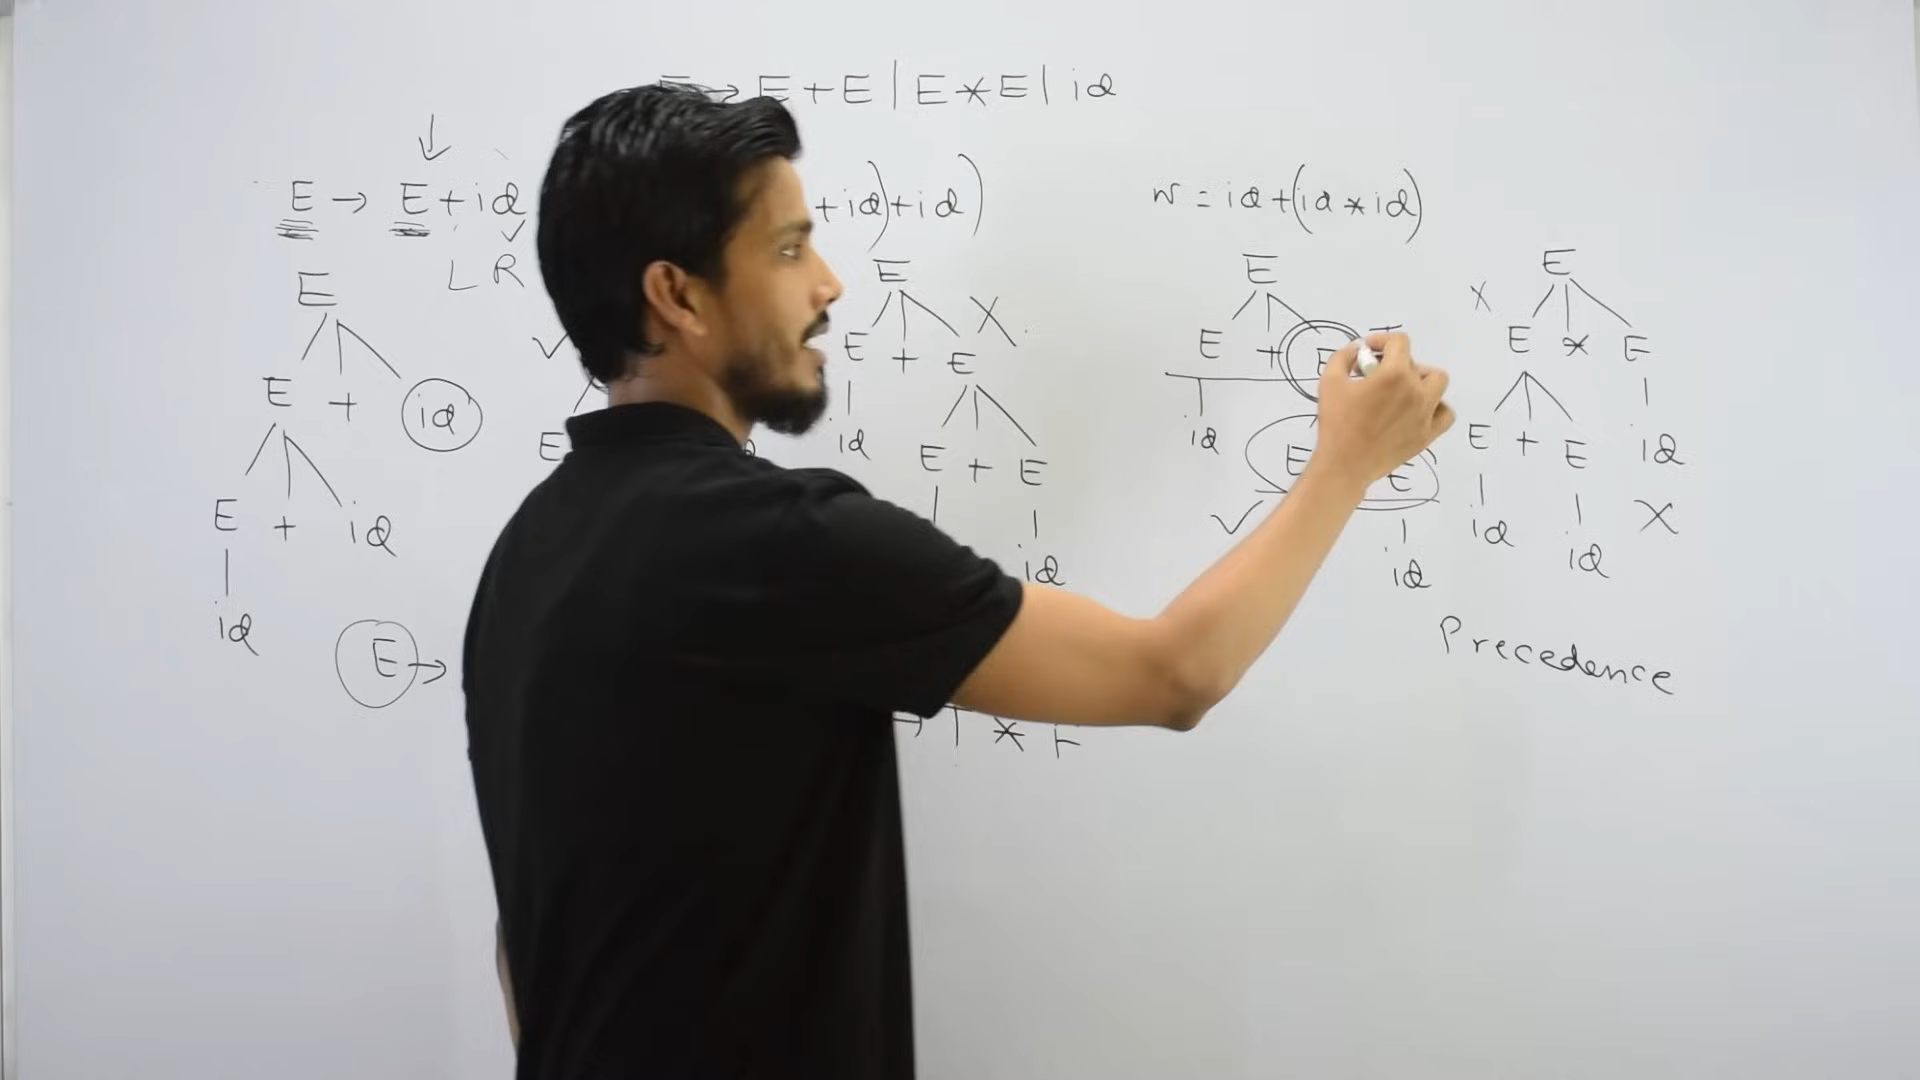 E → E + E | E * E | id
E → E + id
+ id) + id)
w = id + (id * id)
L R
E
E + id
E + id
id
E
E
E + E
id
E + E
id
E
E + E
id
E
E
id
E
E * E
E + E
id
id
id
Precedence
E →
→ T * F